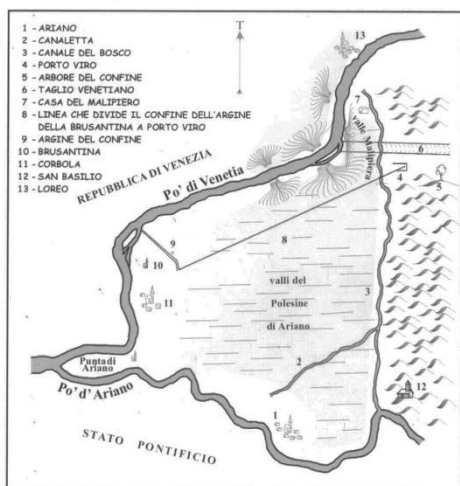 1 - ARIANO
2 - CANALETTA
3 - CANALE DEL BOSCO
4 - PORTO VIRO
5 - ARBORE DEL CONFINE
6 - TAGLIO VENETIANO
7 - CASA DEL MALIPIERO
8 - LINEA CHE DIVIDE IL CONFINE DELL'ARGINE
DELLA BRUSANTINA A PORTO VIRO
9 - ARGINE DEL CONFINE
10 - BRUSANTINA
11 - CORBOLA
12 - SAN BASILIO
13 - LOREO
T
13
7
valle Malipiera
6
4
5
REPUBBLICA DI VENEZIA
Po' di Venetia
9
8
10
11
valli del
Polesine
di Ariano
3
2
Punta di
Ariano
Po' d' Ariano
12
1
STATO PONTIFICIO